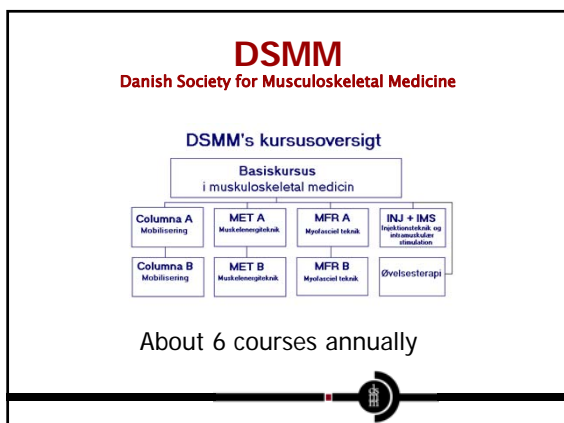 DSMM
Danish Society for Musculoskeletal Medicine
DSMM's kursusoversigt
Basiskursus
i muskuloskeletal medicin
Columna A
Mobilisering
MET A
Muskelenergiteknik
MFR A
Myofasciel teknik
INJ + IMS
Injektionsteknik og
intramuskulær
stimulation
Columna B
Mobilisering
MET B
Muskelenergiteknik
MFR B
Myofasciel teknik
Øvelsesterapi
About 6 courses annually